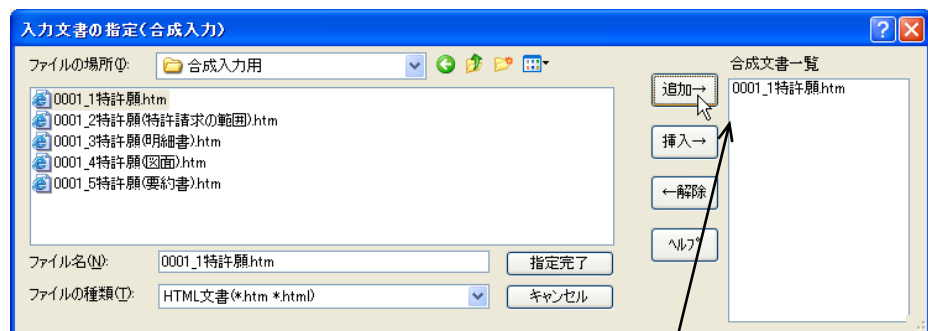 入力文書の指定(合成入力)
ファイルの場所(I):
合成入力用
合成文書一覧
0001_1特許願.htm
0001_2特許願(特許請求の範囲).htm
0001_3特許願(明細書).htm
0001_4特許願(図面).htm
0001_5特許願(要約書).htm
追加→
挿入→
←解除
ヘルプ
0001_1特許願.htm
ファイル名(N):
0001_1特許願.htm
指定完了
ファイルの種類(T):
HTML文書(*.htm *.html)
キャンセル